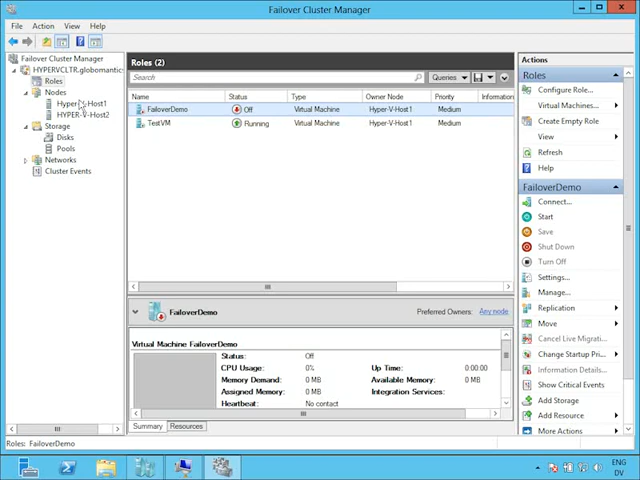 Failover Cluster Manager
File Action View Help
Failover Cluster Manager
HYPERVCLTR.globomantics
Roles
Nodes
Hyper-V-Host1
HYPER-V-Host2
Storage
Disks
Pools
Networks
Cluster Events
Roles (2)
Search
Queries
Name Status Type Owner Node Priority Information
FailoverDemo Off Virtual Machine Hyper-V-Host1 Medium
TestVM Running Virtual Machine Hyper-V-Host1 Medium
FailoverDemo Preferred Owners: Any node
Virtual Machine FailoverDemo
Status: Off
CPU Usage: 0% Up Time: 0:00:00
Memory Demand: 0 MB Available Memory: 0 MB
Assigned Memory: 0 MB Integration Services:
Heartbeat: No contact
Summary Resources
Actions
Roles
Configure Role...
Virtual Machines...
Create Empty Role
View
Refresh
Help
FailoverDemo
Connect...
Start
Save
Shut Down
Turn Off
Settings...
Manage...
Replication
Move
Cancel Live Migrati...
Change Startup Pri...
Information Details...
Show Critical Events
Add Storage
Add Resource
More Actions
Roles: FailoverDemo
ENG
DV